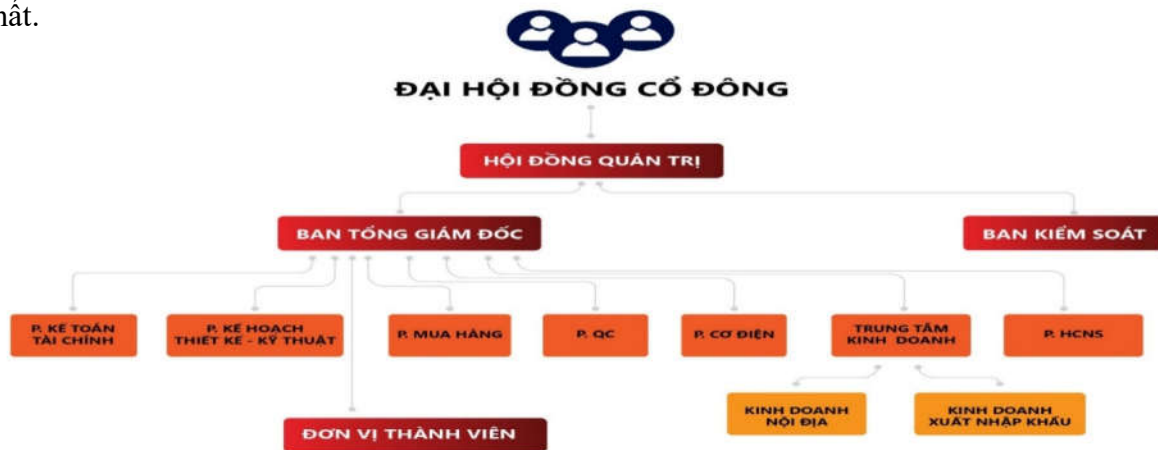 ĐẠI HỘI ĐỒNG CỔ ĐÔNG
HỘI ĐỒNG QUẢN TRỊ
BAN TỔNG GIÁM ĐỐC
BAN KIỂM SOÁT
P. KẾ TOÁN
TÀI CHÍNH
P. KẾ HOẠCH
THIẾT KẾ - KỸ THUẬT
P. MUA HÀNG
P. QC
P. CƠ ĐIỆN
TRUNG TÂM
KINH DOANH
P. HCNS
KINH DOANH
NỘI ĐỊA
KINH DOANH
XUẤT NHẬP KHẨU
ĐƠN VỊ THÀNH VIÊN